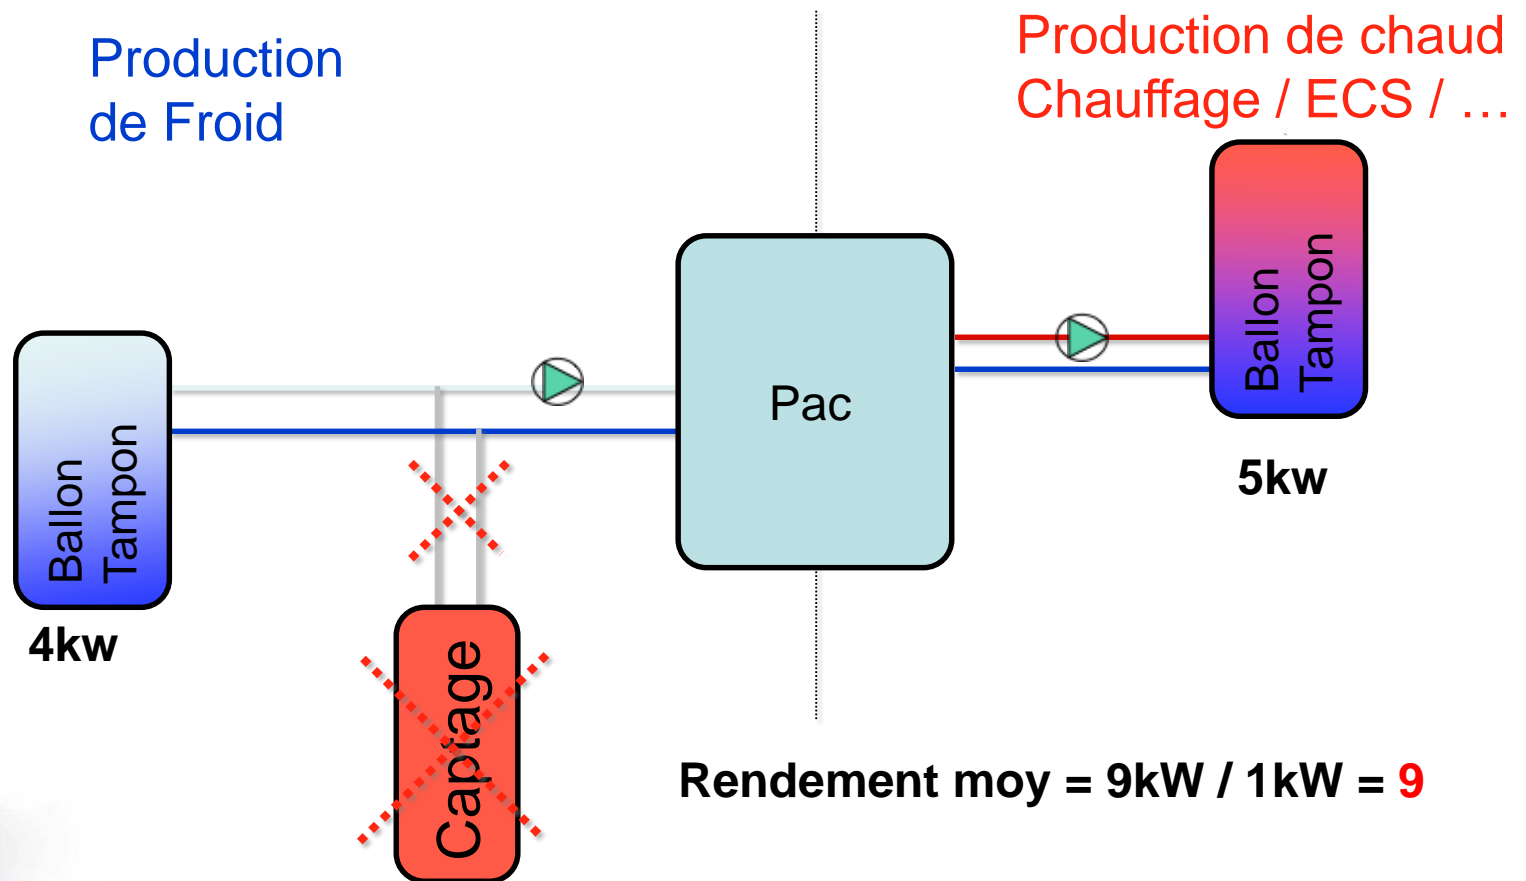 Production
de Froid
Production de chaud
Chauffage / ECS / …
Ballon
Tampon
4kw
Captage
Pac
Ballon
Tampon
5kw
Rendement moy = 9kW / 1kW = 9